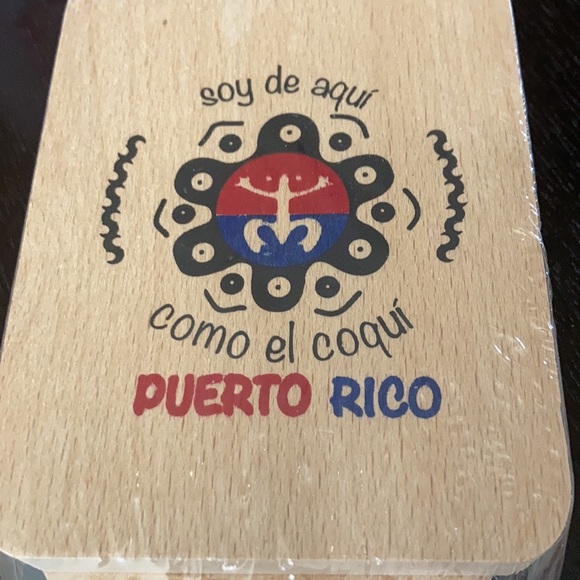 soy de aquí
como el coquí
PUERTO RICO